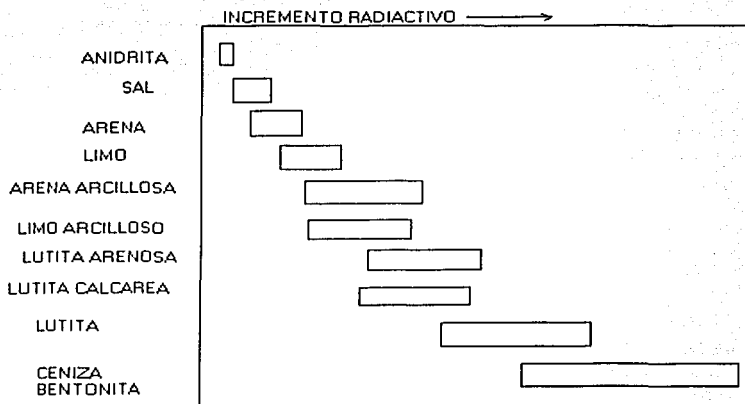 INCREMENTO RADIACTIVO
ANIDRITA
SAL
ARENA
LIMO
ARENA ARCILLOSA
LIMO ARCILLOSO
LUTITA ARENOSA
LUTITA CALCAREA
LUTITA
CENIZA
BENTONITA